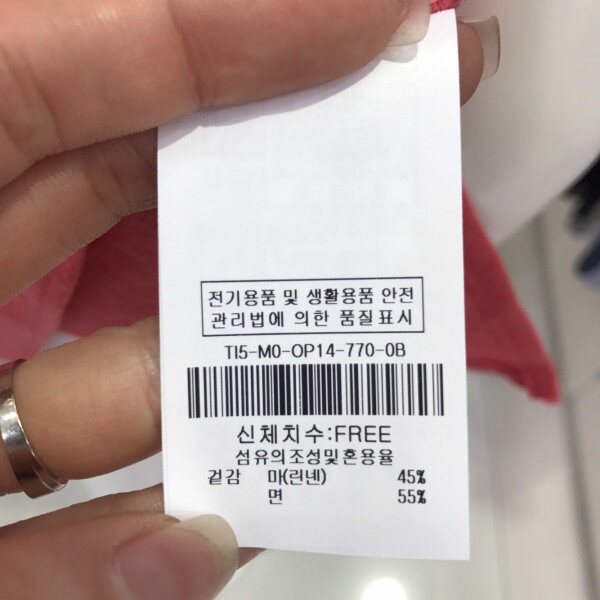 전기용품 및 생활용품 안전
관리법에 의한 품질표시
TI5-M0-OP14-770-0B
신체치수:FREE
섬유의조성및혼용율
겉감 마(린넨) 45%
면 55%